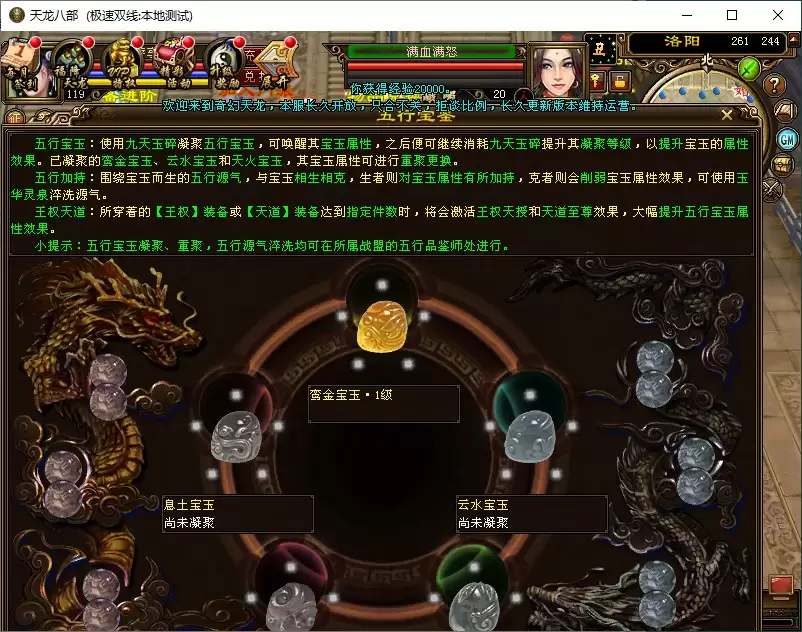 天龙八部 (极速双线:本地测试)
满血满怒
洛阳
261 244
丑
北
119
你获得经验20000。
20
GM
欢迎来到奇幻天龙，本服长久开放，只合不关，拒谈比例，长久更新版本维持运营。
五行宝鉴
五行宝玉：使用九天玉碎凝聚五行宝玉，可唤醒其宝玉属性，之后便可继续消耗九天玉碎提升其凝聚等级，以提升宝玉的属性
效果。已凝聚的鸾金宝玉、云水宝玉和天火宝玉，其宝玉属性可进行重聚更换。
五行加持：围绕宝玉而生的五行源气，与宝玉相生相克，生者则对宝玉属性有所加持，克者则会削弱宝玉属性效果，可使用玉
华灵泉淬洗源气。
王权天道：所穿着的【王权】装备或【天道】装备达到指定件数时，将会激活王权天授和天道至尊效果，大幅提升五行宝玉属
性效果。
小提示：五行宝玉凝聚、重聚，五行源气淬洗均可在所属战盟的五行品鉴师处进行。
鸾金宝玉·1级
息土宝玉
尚未凝聚
云水宝玉
尚未凝聚